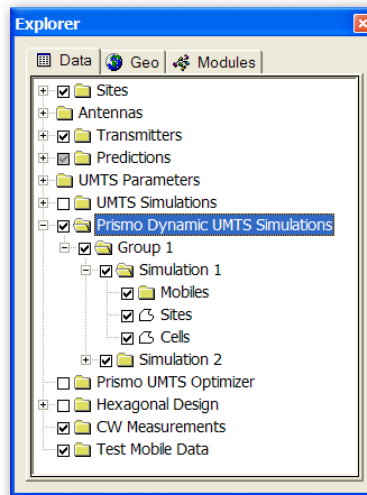 Explorer
Data Geo Modules
Sites
Antennas
Transmitters
Predictions
UMTS Parameters
UMTS Simulations
Prismo Dynamic UMTS Simulations
Group 1
Simulation 1
Mobiles
Sites
Cells
Simulation 2
Prismo UMTS Optimizer
Hexagonal Design
CW Measurements
Test Mobile Data